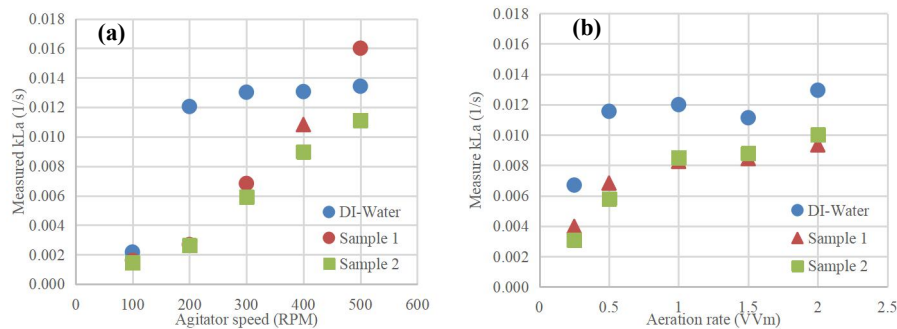 (a)
Measured kLa (1/s)
0.018
0.016
0.014
0.012
0.010
0.008
0.006
0.004
0.002
0.000
0 100 200 300 400 500 600
Agitator speed (RPM)
DI-Water
Sample 1
Sample 2
(b)
Measure kLa (1/s)
0.018
0.016
0.014
0.012
0.010
0.008
0.006
0.004
0.002
0.000
0 0.5 1 1.5 2 2.5
Aeration rate (VVm)
DI-Water
Sample 1
Sample 2